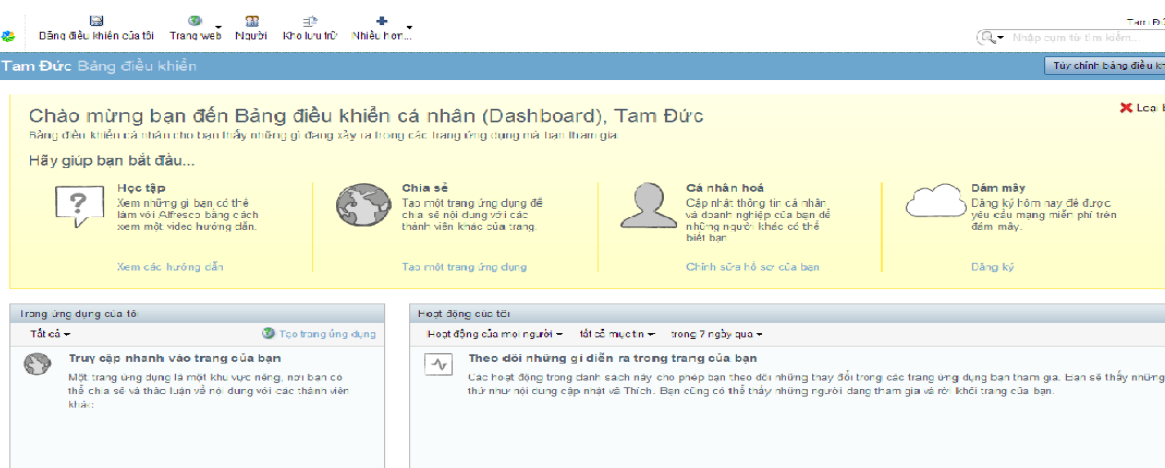 Tam Đứ
Bảng điều khiển của tôi Trang web Người Kho lưu trữ Nhiều hơn...
Nhập cụm từ tìm kiếm...
Tam Đức Bảng điều khiển
Tùy chỉnh bảng điều kh
Chào mừng bạn đến Bảng điều khiển cá nhân (Dashboard), Tam Đức
Loại b
Bảng điều khiển cá nhân cho bạn thấy những gì đang xảy ra trong các trang ứng dụng mà bạn tham gia.
Hãy giúp bạn bắt đầu...
Học tập
Xem những gì bạn có thể
làm với Alfresco bằng cách
xem một video hướng dẫn.
Xem các hướng dẫn
Chia sẻ
Tạo một trang ứng dụng để
chia sẻ nội dung với các
thành viên khác của trang.
Tạo một trang ứng dụng
Cá nhân hoá
Cập nhật thông tin cá nhân
và doanh nghiệp của bạn để
những người khác có thể
biết bạn
Chỉnh sửa hồ sơ của bạn
Đám mây
Đăng ký hôm nay để được
yêu cầu mạng miễn phí trên
đám mây.
Đăng ký
Trang ứng dụng của tôi
Tất cả
Tạo trang ứng dụng
Truy cập nhanh vào trang của bạn
Một trang ứng dụng là một khu vực riêng, nơi bạn có
thể chia sẻ và thảo luận về nội dung với các thành viên
khác.
Hoạt động của tôi
Hoạt động của mọi người tất cả mục tin trong 7 ngày qua
Theo dõi những gì diễn ra trong trang của bạn
Các hoạt động trong danh sách này cho phép bạn theo dõi những thay đổi trong các trang ứng dụng bạn tham gia. Bạn sẽ thấy những
thứ như nội dung cập nhật và Thích. Bạn cũng có thể thấy những người đang tham gia và rời khỏi trang của bạn.